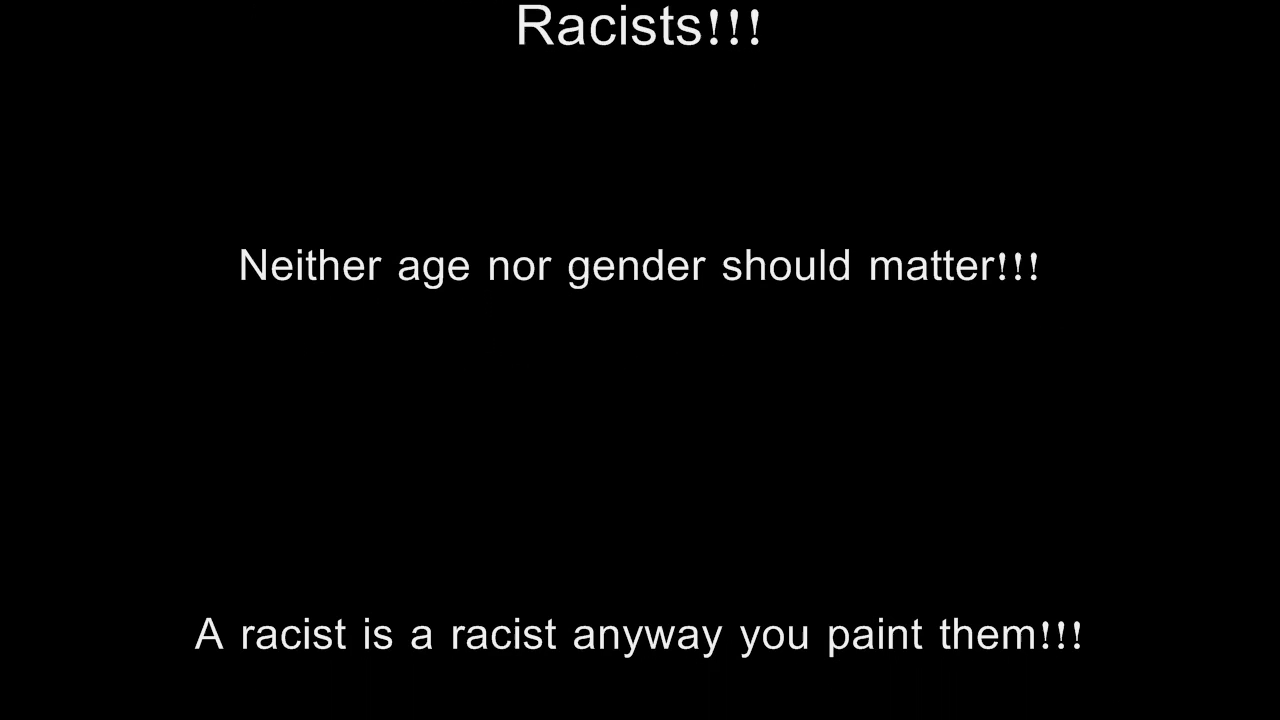 Racists!!!
Neither age nor gender should matter!!!
A racist is a racist anyway you paint them!!!